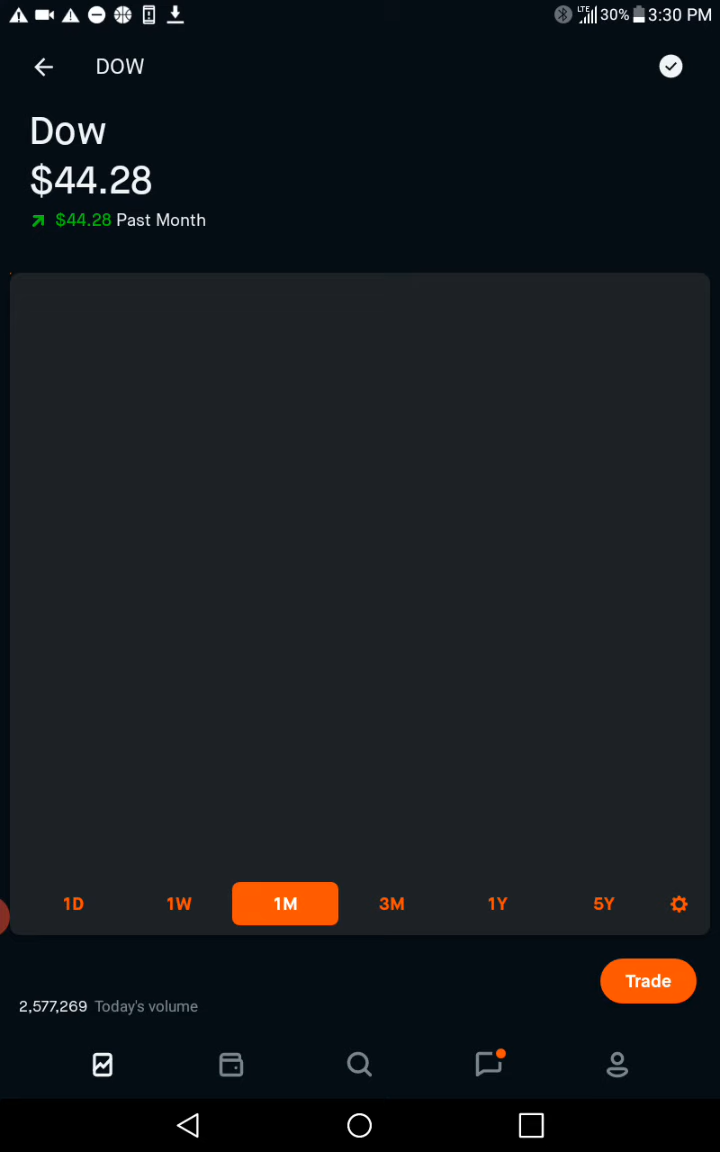 LTE 30% 3:30 PM
DOW
Dow
$44.28
$44.28 Past Month
1D 1W 1M 3M 1Y 5Y
Trade
2,577,269 Today's volume